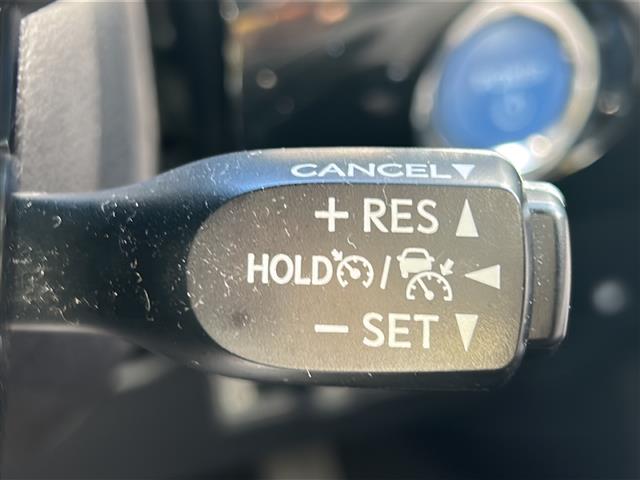 CANCEL▼
+ RES ▲
HOLD / ◀
− SET ▼